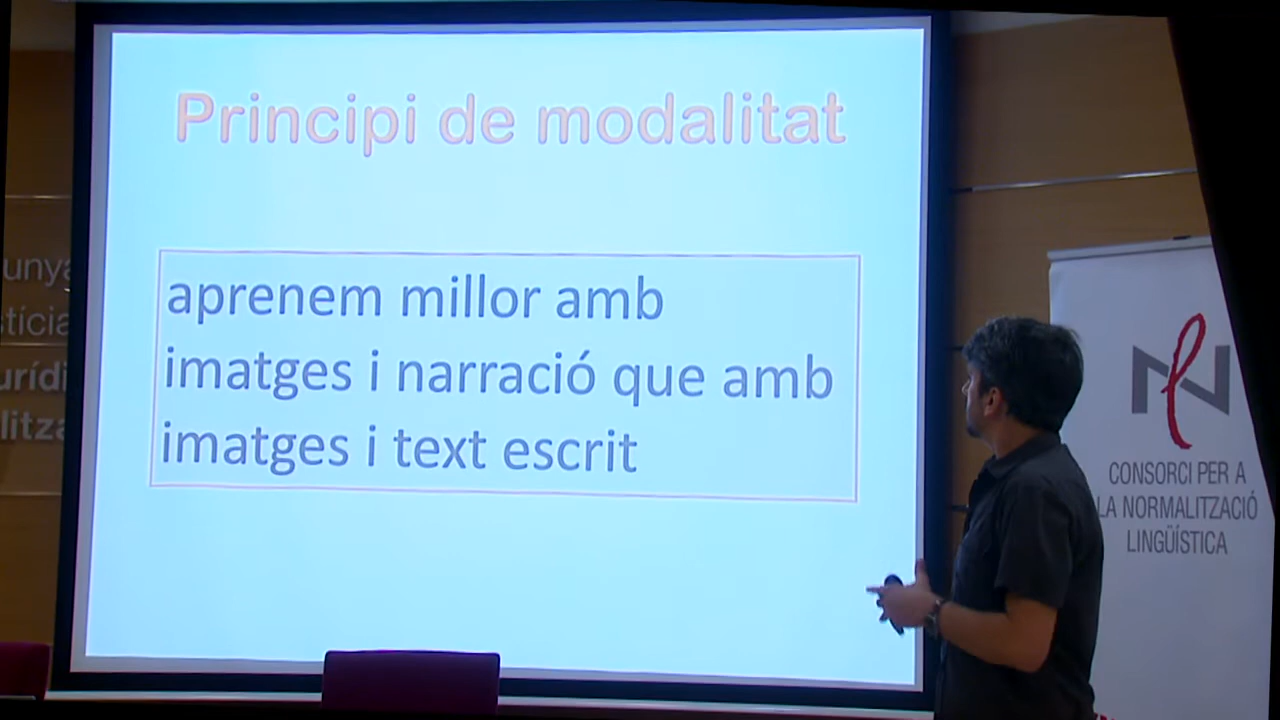 Principi de modalitat
aprenem millor amb
imatges i narració que amb
imatges i text escrit
CONSORCI PER A
LA NORMALITZACIÓ
LINGÜÍSTICA